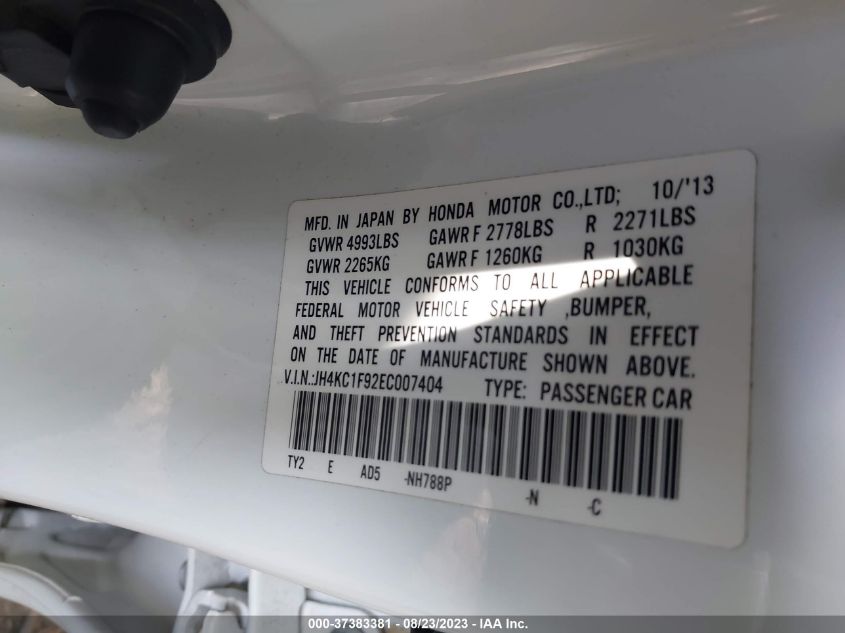 MFD. IN JAPAN BY HONDA MOTOR CO.,LTD; 10/'13
GVWR 4993LBS GAWR F 2778LBS R 2271LBS
GVWR 2265KG GAWR F 1260KG R 1030KG
THIS VEHICLE CONFORMS TO ALL APPLICABLE
FEDERAL MOTOR VEHICLE SAFETY ,BUMPER,
AND THEFT PREVENTION STANDARDS IN EFFECT
ON THE DATE OF MANUFACTURE SHOWN ABOVE.
V.I.N.:JH4KC1F92EC007404 TYPE: PASSENGER CAR
TY2 E AD5 -NH788P -N -C
000-37383381 - 08/23/2023 - IAA Inc.